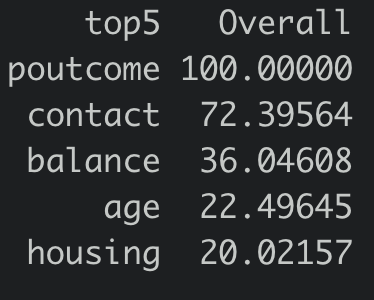 top5 Overall
poutcome 100.00000
contact 72.39564
balance 36.04608
age 22.49645
housing 20.02157